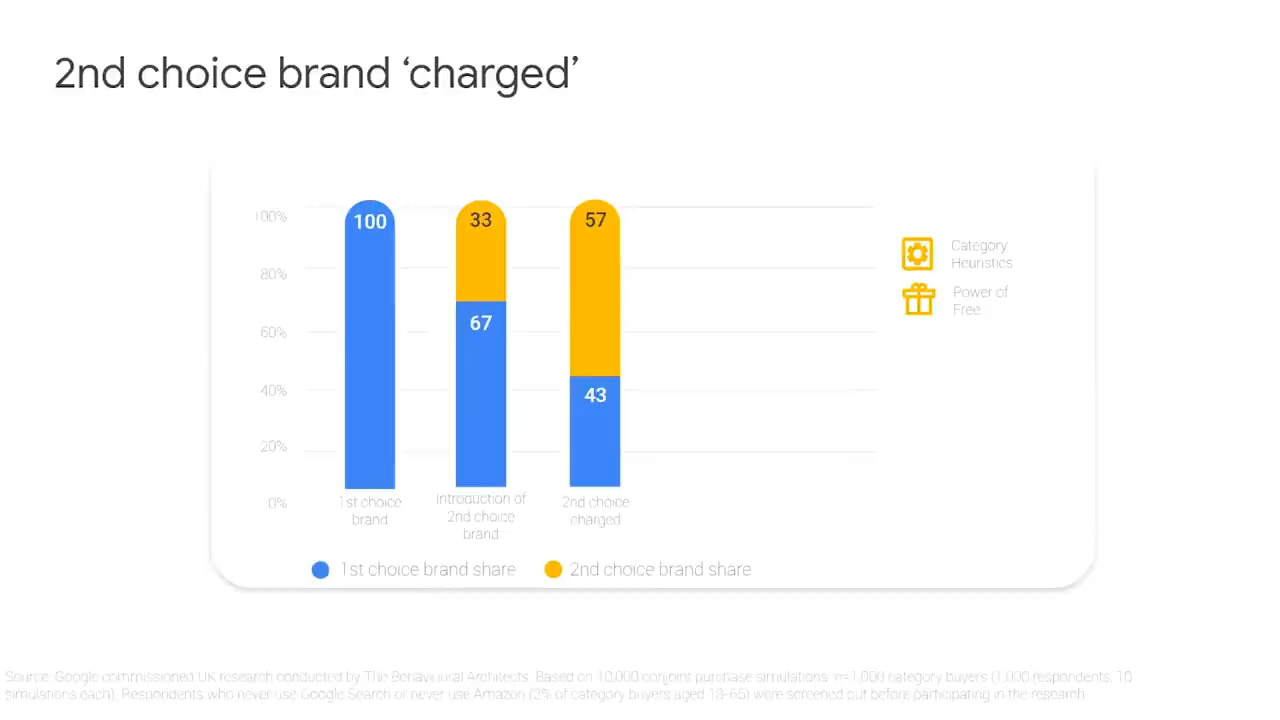 2nd choice brand ‘charged’
100%
80%
60%
40%
20%
0%
100
33
67
57
43
1st choice
brand
Introduction of
2nd choice
brand
2nd choice
charged
Category
Heuristics
Power of
Free
1st choice brand share
2nd choice brand share
Source: Google commissioned UK research conducted by The Behavioural Architects. Based on 10,000 conjoint purchase simulations. n=1,000 category buyers (1,000 respondents, 10
simulations each). Respondents who never use Google Search or never use Amazon (2% of category buyers aged 18-65) were screened out before participating in the research.